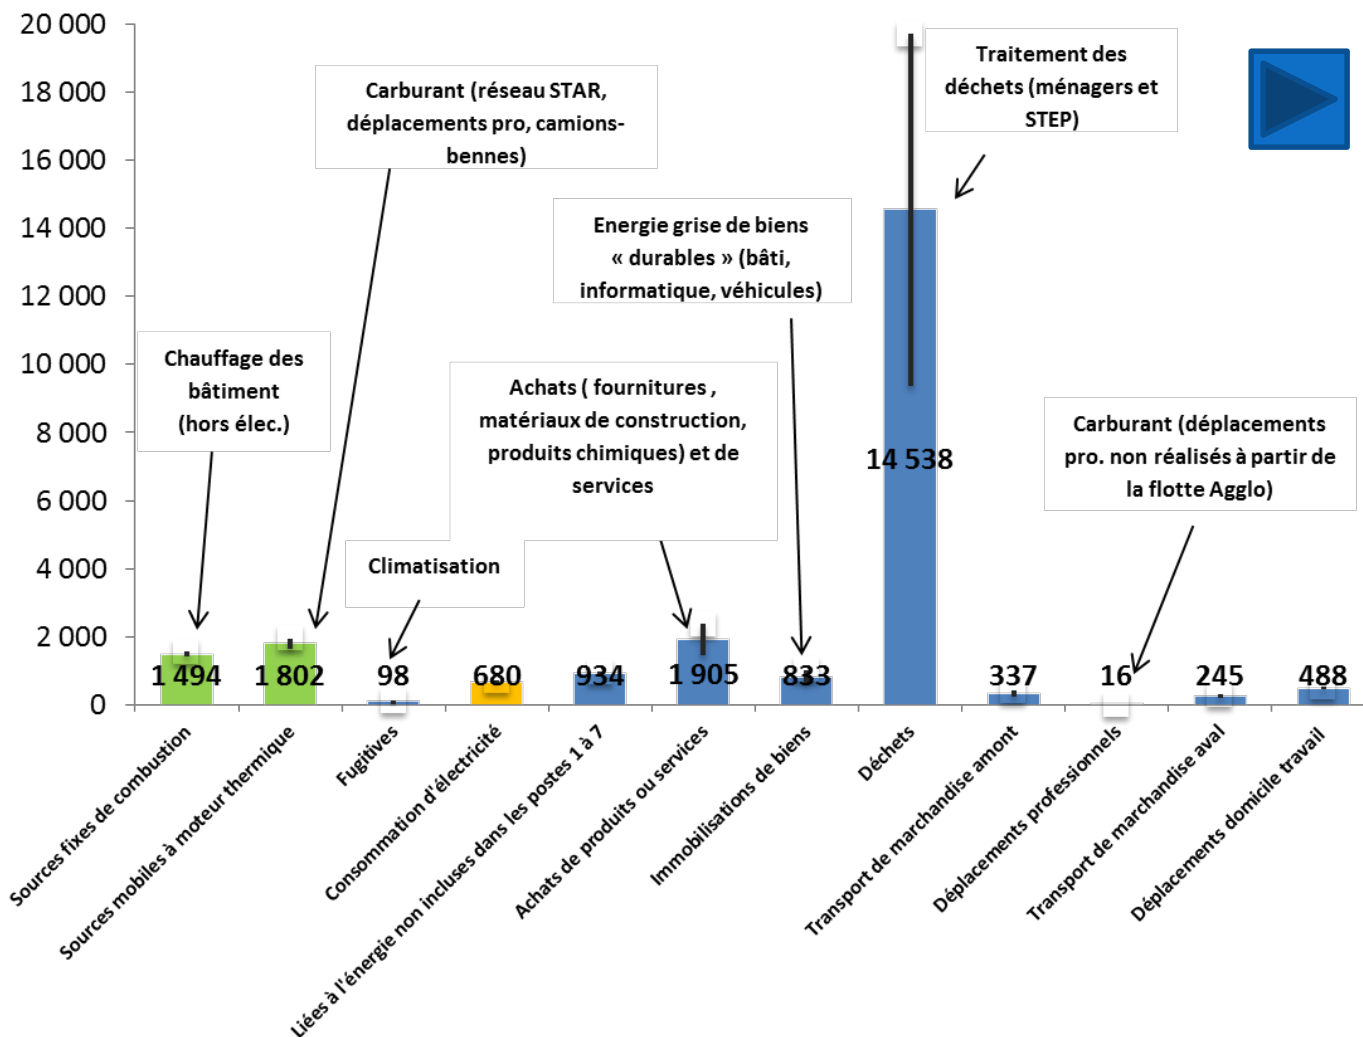 20 000
18 000
16 000
14 000
12 000
10 000
8 000
6 000
4 000
2 000
0
Carburant (réseau STAR,
déplacements pro, camions-
bennes)
Traitement des
déchets (ménagers et
STEP)
Energie grise de biens
« durables » (bâti,
informatique, véhicules)
Chauffage des
bâtiment
(hors élec.)
Achats ( fournitures ,
matériaux de construction,
produits chimiques) et de
services
Carburant (déplacements
pro. non réalisés à partir de
la flotte Agglo)
Climatisation
1 494
1 802
98
680
934
1 905
833
14 538
337
16
245
488
Sources fixes de combustion
Sources mobiles à moteur thermique
Fugitives
Consommation d'électricité
Liées à l'énergie non incluses dans les postes 1 à 7
Achats de produits ou services
Immobilisations de biens
Déchets
Transport de marchandise amont
Déplacements professionnels
Transport de marchandise aval
Déplacements domicile travail